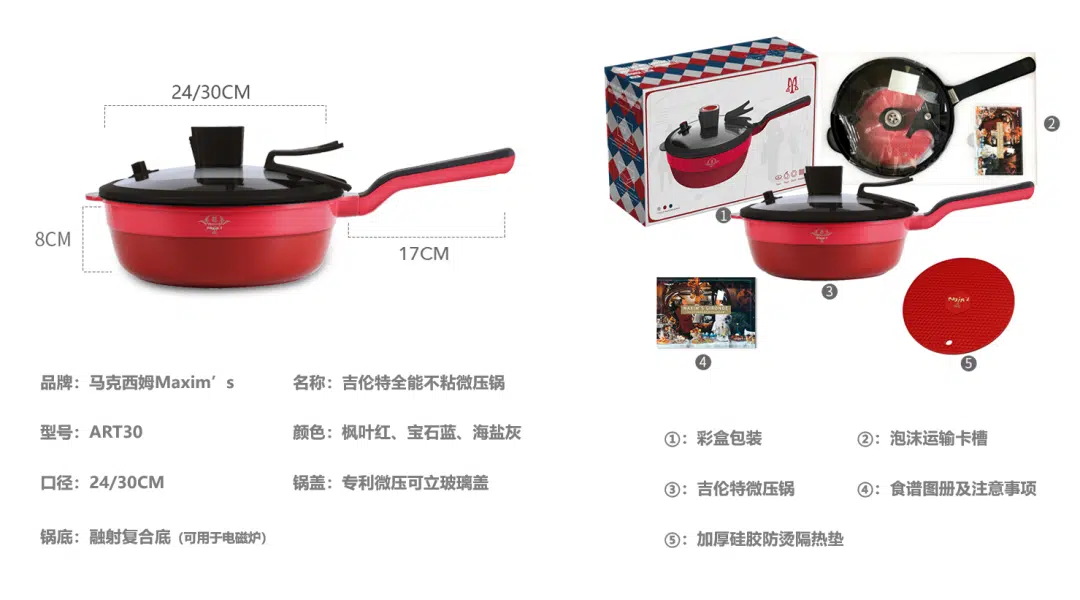 24/30CM
8CM
17CM
品牌：马克西姆Maxim’s
名称：吉伦特全能不粘微压锅
型号：ART30
颜色：枫叶红、宝石蓝、海盐灰
口径：24/30CM
锅盖：专利微压可立玻璃盖
锅底：融射复合底（可用于电磁炉）
①
②
③
④
⑤
MAXIM'S
①：彩盒包装
②：泡沫运输卡槽
③：吉伦特微压锅
④：食谱图册及注意事项
⑤：加厚硅胶防烫隔热垫